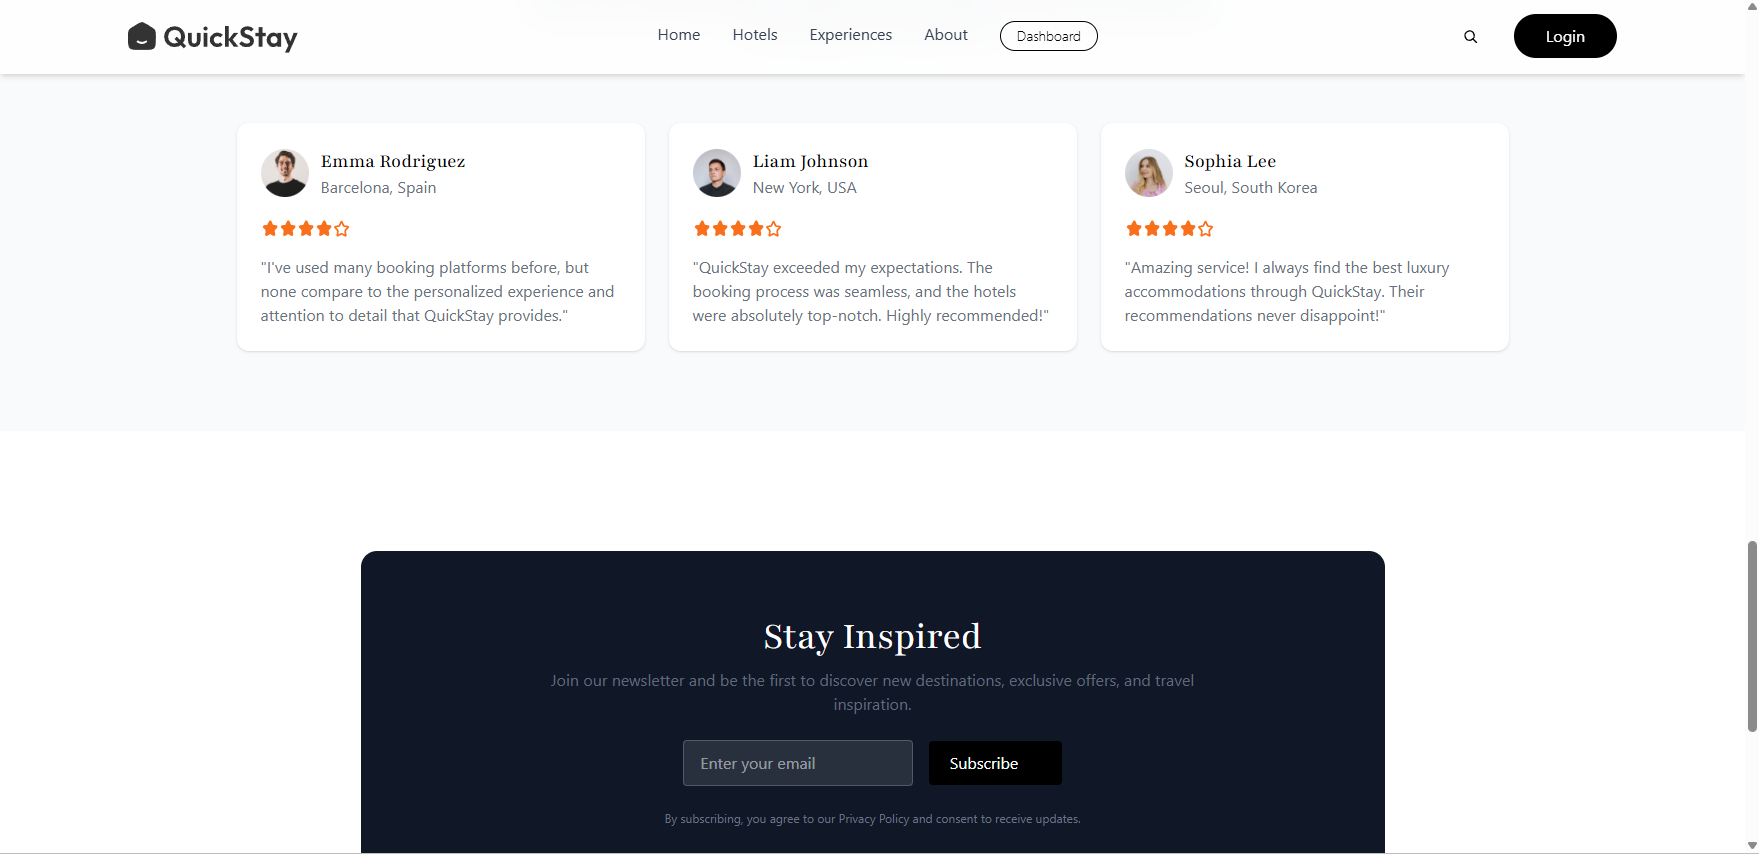 QuickStay
Home Hotels Experiences About Dashboard Login
Emma Rodriguez
Barcelona, Spain
"I've used many booking platforms before, but
none compare to the personalized experience and
attention to detail that QuickStay provides."
Liam Johnson
New York, USA
"QuickStay exceeded my expectations. The
booking process was seamless, and the hotels
were absolutely top-notch. Highly recommended!"
Sophia Lee
Seoul, South Korea
"Amazing service! I always find the best luxury
accommodations through QuickStay. Their
recommendations never disappoint!"
Stay Inspired
Join our newsletter and be the first to discover new destinations, exclusive offers, and travel
inspiration.
Enter your email Subscribe
By subscribing, you agree to our Privacy Policy and consent to receive updates.